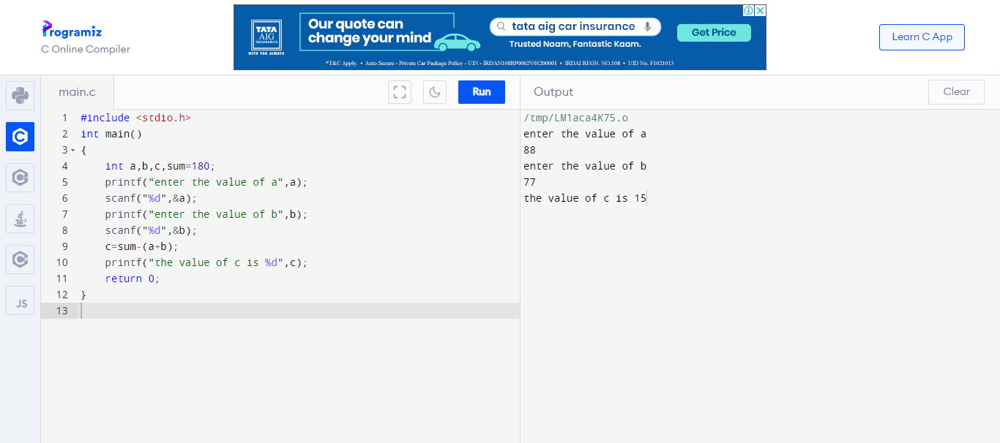 Programiz
C Online Compiler
TATA
AIG
INSURANCE
WITH YOU ALWAYS
Our quote can
change your mind
tata aig car insurance
Trusted Naam, Fantastic Kaam.
Get Price
*T&C Apply. • Auto Secure - Private Car Package Policy - UIN - IRDAN108RP0002V01200001 • IRDAI REGN. NO.108 • UID No. F1021013
Learn C App
main.c
Run
Output
Clear
JS
1 #include <stdio.h>
2 int main()
3 {
4 int a,b,c,sum=180;
5 printf("enter the value of a",a);
6 scanf("%d",&a);
7 printf("enter the value of b",b);
8 scanf("%d",&b);
9 c=sum-(a+b);
10 printf("the value of c is %d",c);
11 return 0;
12 }
13
/tmp/LM1aca4K75.o
enter the value of a
88
enter the value of b
77
the value of c is 15